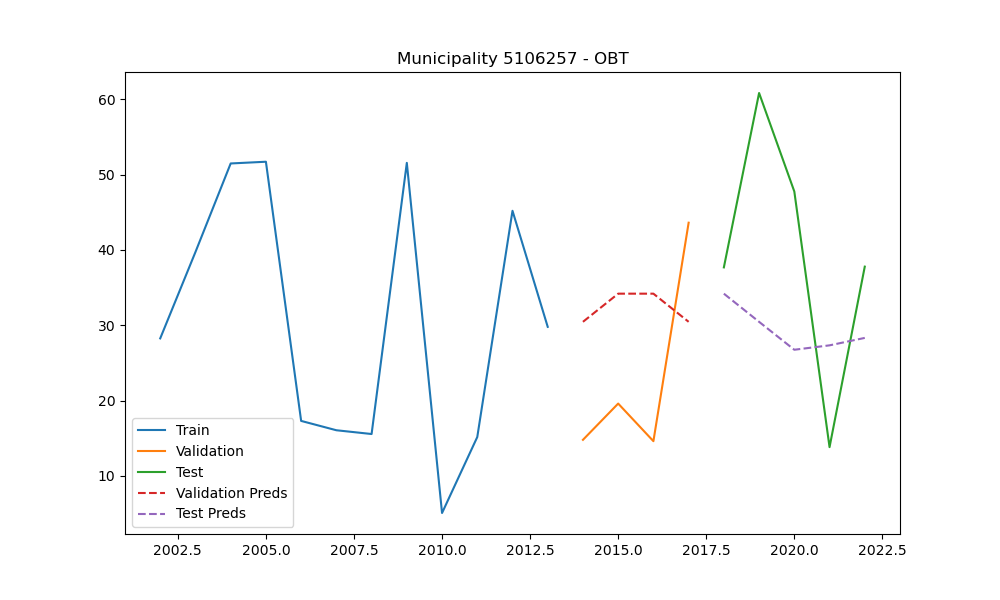 Municipality 5106257 - OBT
60
50
40
30
20
10
Train
Validation
Test
Validation Preds
Test Preds
2002.5 2005.0 2007.5 2010.0 2012.5 2015.0 2017.5 2020.0 2022.5